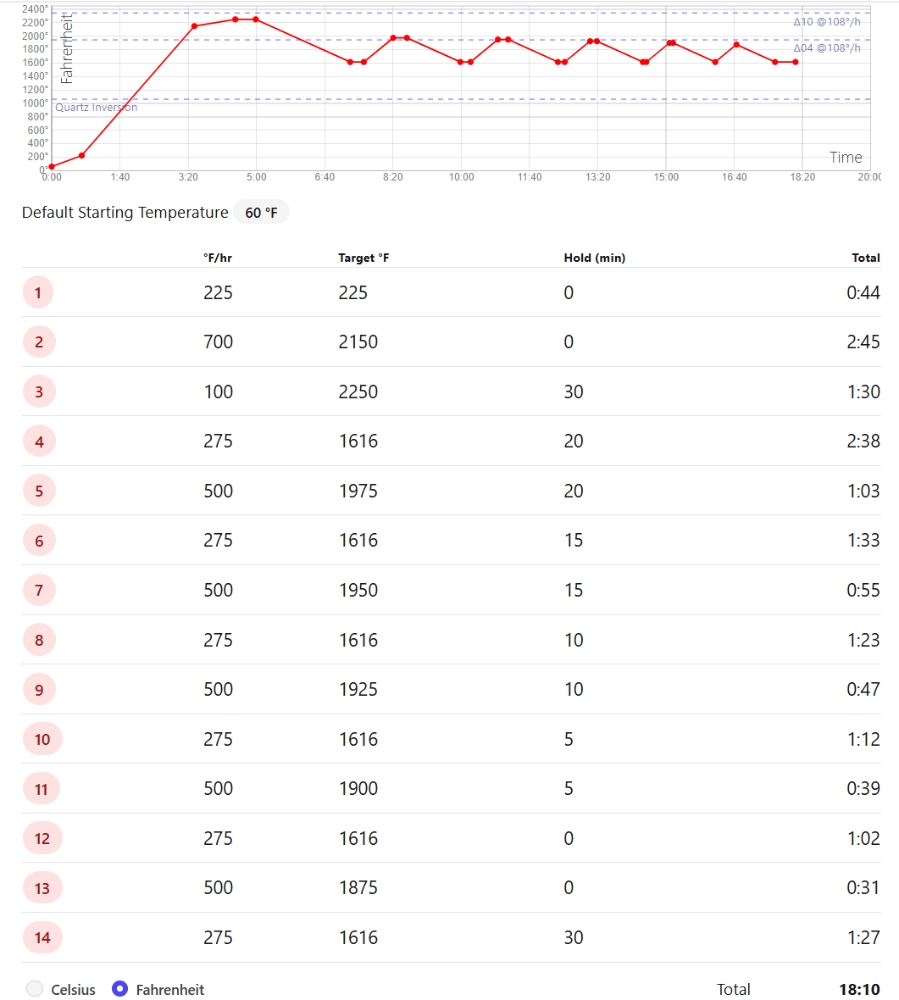 2400°
2200°
2000°
1800°
1600°
1400°
1200°
1000°
800°
600°
400°
200°
0°
Fahrenheit
Δ10 @108°/h
Δ04 @108°/h
Quartz Inversion
Time
0:00 1:40 3:20 5:00 6:40 8:20 10:00 11:40 13:20 15:00 16:40 18:20 20:00
Default Starting Temperature 60 °F
°F/hr Target °F Hold (min) Total
1 225 225 0 0:44
2 700 2150 0 2:45
3 100 2250 30 1:30
4 275 1616 20 2:38
5 500 1975 20 1:03
6 275 1616 15 1:33
7 500 1950 15 0:55
8 275 1616 10 1:23
9 500 1925 10 0:47
10 275 1616 5 1:12
11 500 1900 5 0:39
12 275 1616 0 1:02
13 500 1875 0 0:31
14 275 1616 30 1:27
Celsius Fahrenheit Total 18:10